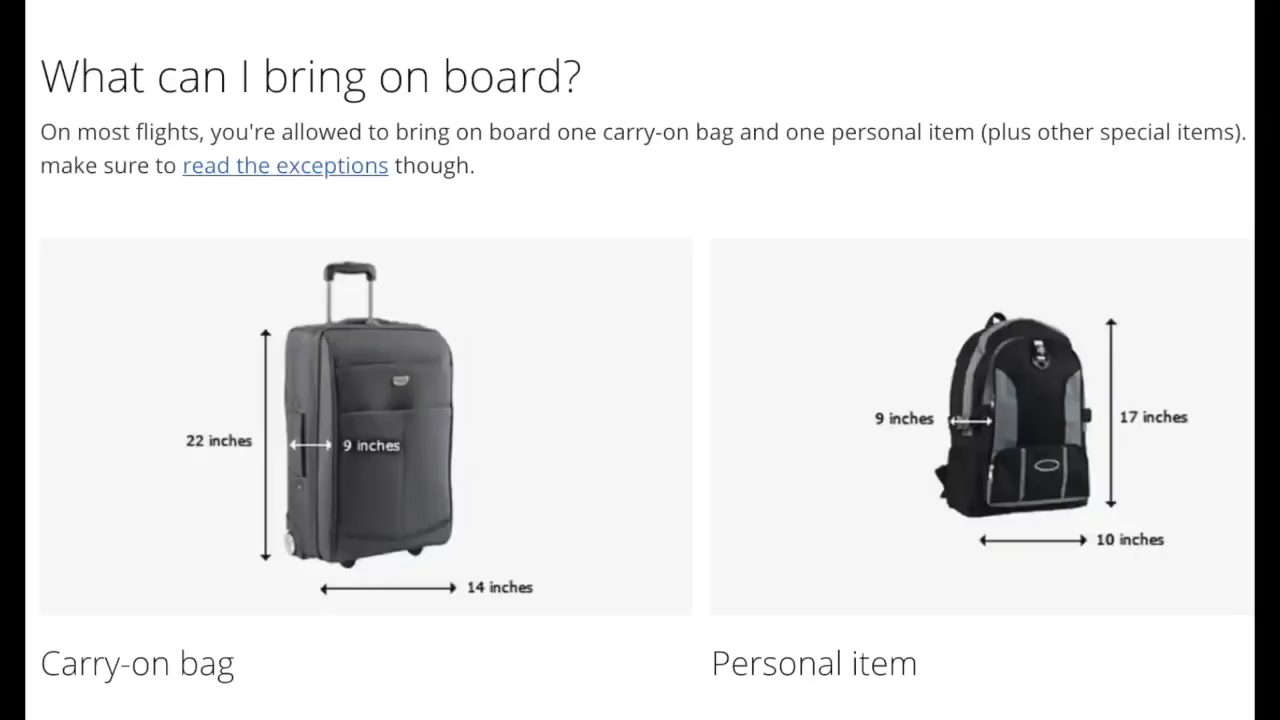 What can I bring on board?
On most flights, you're allowed to bring on board one carry-on bag and one personal item (plus other special items).
make sure to read the exceptions though.
22 inches
9 inches
14 inches
9 inches
17 inches
10 inches
Carry-on bag
Personal item